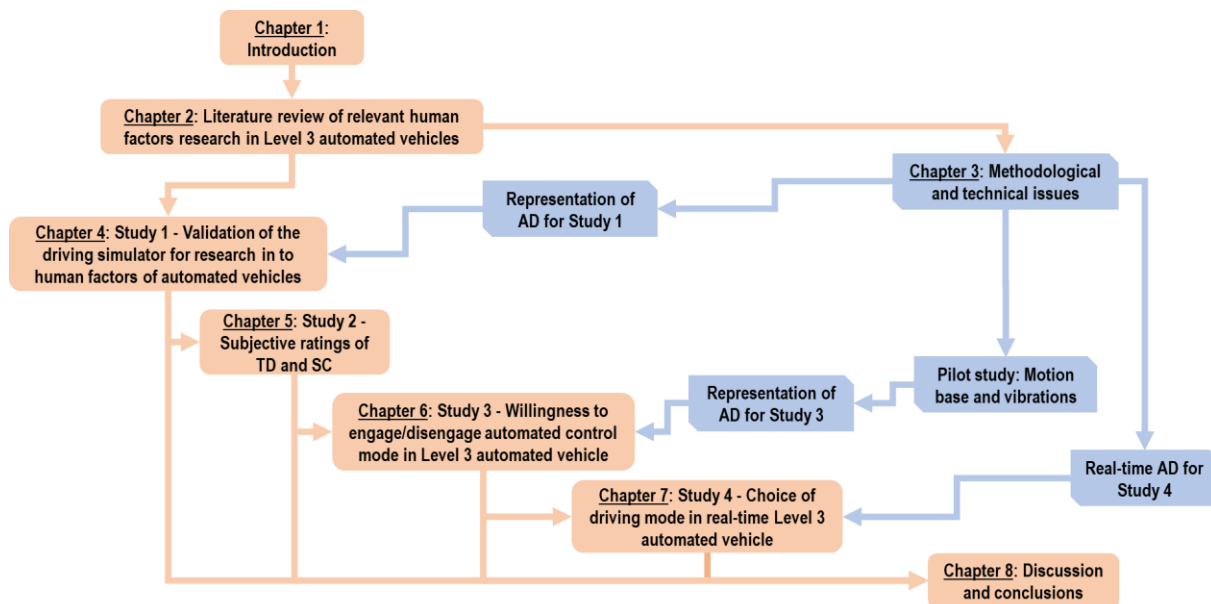 Chapter 1:
Introduction
Chapter 2: Literature review of relevant human
factors research in Level 3 automated vehicles
Chapter 3: Methodological
and technical issues
Representation of
AD for Study 1
Chapter 4: Study 1 - Validation of the
driving simulator for research in to
human factors of automated vehicles
Chapter 5: Study 2 -
Subjective ratings of
TD and SC
Pilot study: Motion
base and vibrations
Representation of
AD for Study 3
Chapter 6: Study 3 - Willingness to
engage/disengage automated control
mode in Level 3 automated vehicle
Real-time AD for
Study 4
Chapter 7: Study 4 - Choice of
driving mode in real-time Level 3
automated vehicle
Chapter 8: Discussion
and conclusions